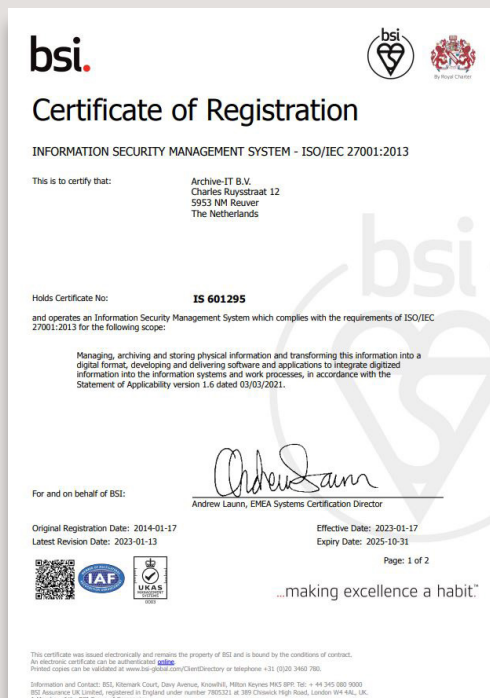 bsi.
bsi
By Royal Charter
Certificate of Registration
INFORMATION SECURITY MANAGEMENT SYSTEM - ISO/IEC 27001:2013
This is to certify that:
Archive-IT B.V.
Charles Ruysstraat 12
5953 NM Reuver
The Netherlands
bsi
Holds Certificate No:
IS 601295
and operates an Information Security Management System which complies with the requirements of ISO/IEC
27001:2013 for the following scope:
Managing, archiving and storing physical information and transforming this information into a
digital format, developing and delivering software and applications to integrate digitized
information into the information systems and work processes, in accordance with the
Statement of Applicability version 1.6 dated 03/03/2021.
For and on behalf of BSI:
Andrew Launn, EMEA Systems Certification Director
Original Registration Date: 2014-01-17
Effective Date: 2023-01-17
Latest Revision Date: 2023-01-13
Expiry Date: 2025-10-31
Page: 1 of 2
IAF
UKAS
MANAGEMENT
SYSTEMS
0003
...making excellence a habit.™
This certificate was issued electronically and remains the property of BSI and is bound by the conditions of contract.
An electronic certificate can be authenticated online.
Printed copies can be validated at www.bsi-global.com/ClientDirectory or telephone +31 (0)20 3460 780.
Information and Contact: BSI, Kitemark Court, Davy Avenue, Knowlhill, Milton Keynes MK5 8PP. Tel: + 44 345 080 9000
BSI Assurance UK Limited, registered in England under number 7805321 at 389 Chiswick High Road, London W4 4AL, UK.